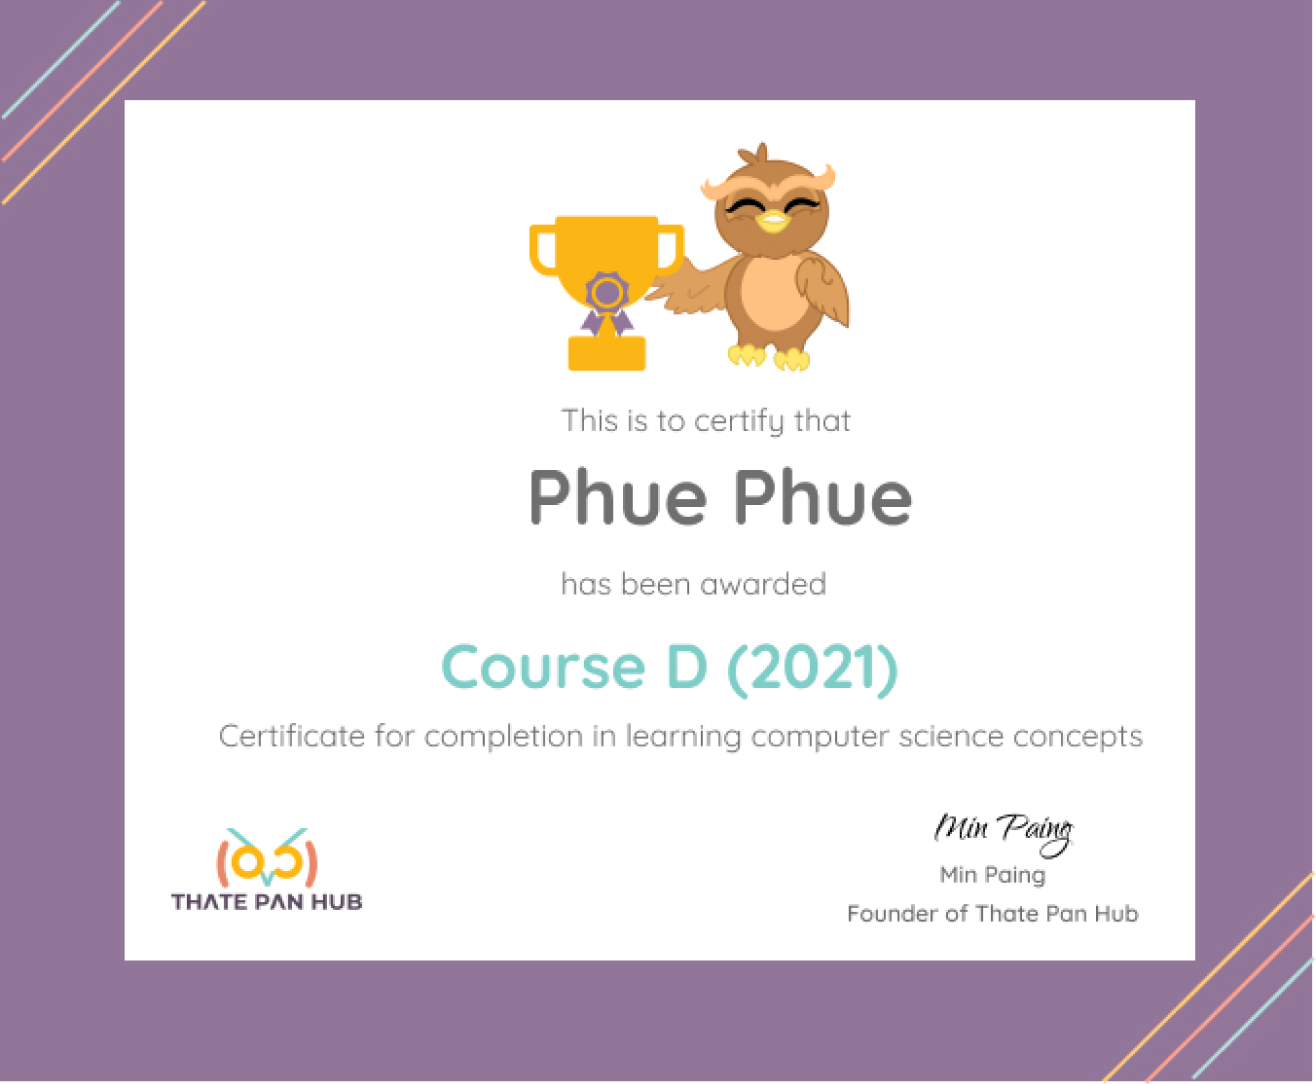 This is to certify that
Phue Phue
has been awarded
Course D (2021)
Certificate for completion in learning computer science concepts
THATE PAN HUB
Min Paing
Min Paing
Founder of Thate Pan Hub